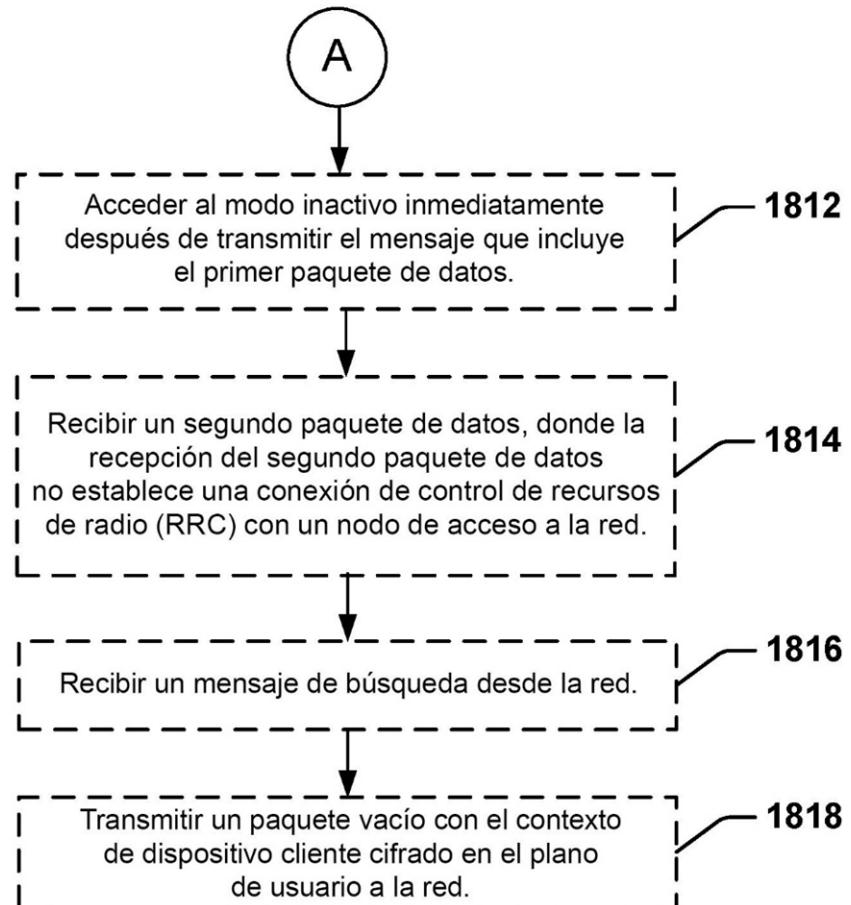 A
Acceder al modo inactivo inmediatamente
después de transmitir el mensaje que incluye
el primer paquete de datos.
1812
Recibir un segundo paquete de datos, donde la
recepción del segundo paquete de datos
no establece una conexión de control de recursos
de radio (RRC) con un nodo de acceso a la red.
1814
Recibir un mensaje de búsqueda desde la red.
1816
Transmitir un paquete vacío con el contexto
de dispositivo cliente cifrado en el plano
de usuario a la red.
1818